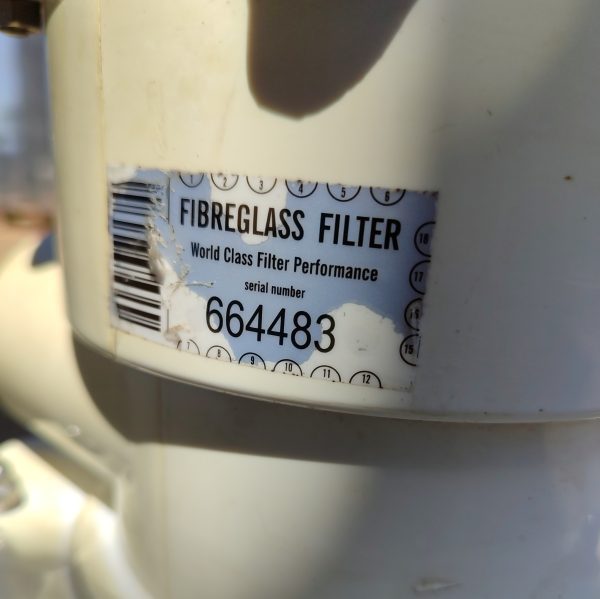 1 2 3 4 5 6
FIBREGLASS FILTER
World Class Filter Performance
serial number
664483
18
17
15
7 8 9 10 11 12